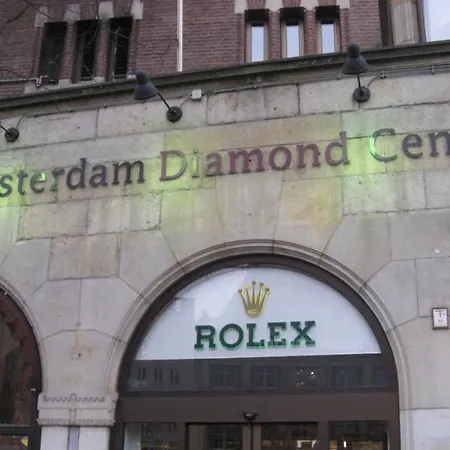 sterdam Diamond Cen
ROLEX